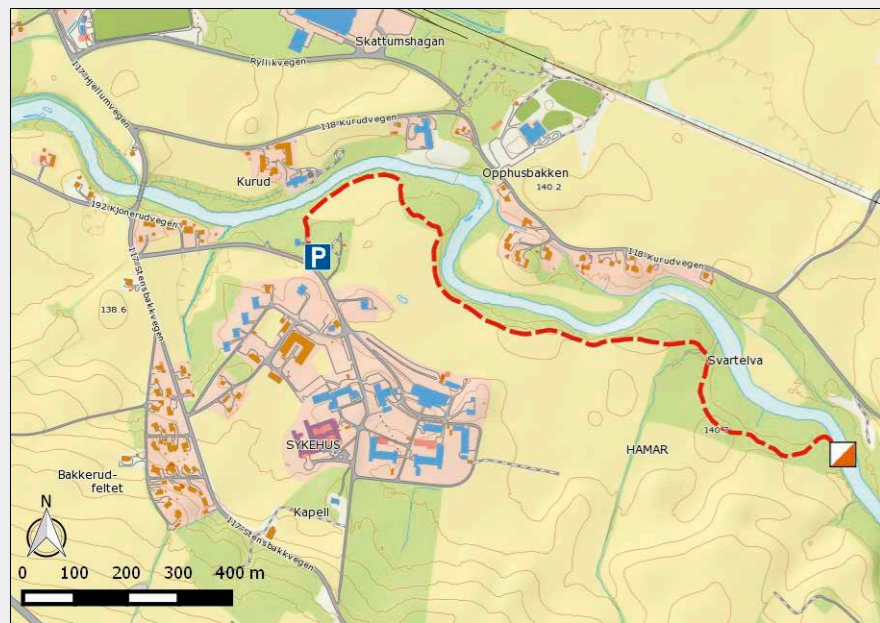 Skattumshagan
Ryllikvegen
117-Hjellumvegen
118-Kurudvegen
Kurud
Opphusbakken
140.2
192-Kjonerudvegen
P
118-Kurudvegen
117-Stensbakkvegen
138.6
Svartelva
140.7
SYKEHUS
HAMAR
Bakkerud-
feltet
Kapell
N
117-Stensbakkvegen
0 100 200 300 400 m